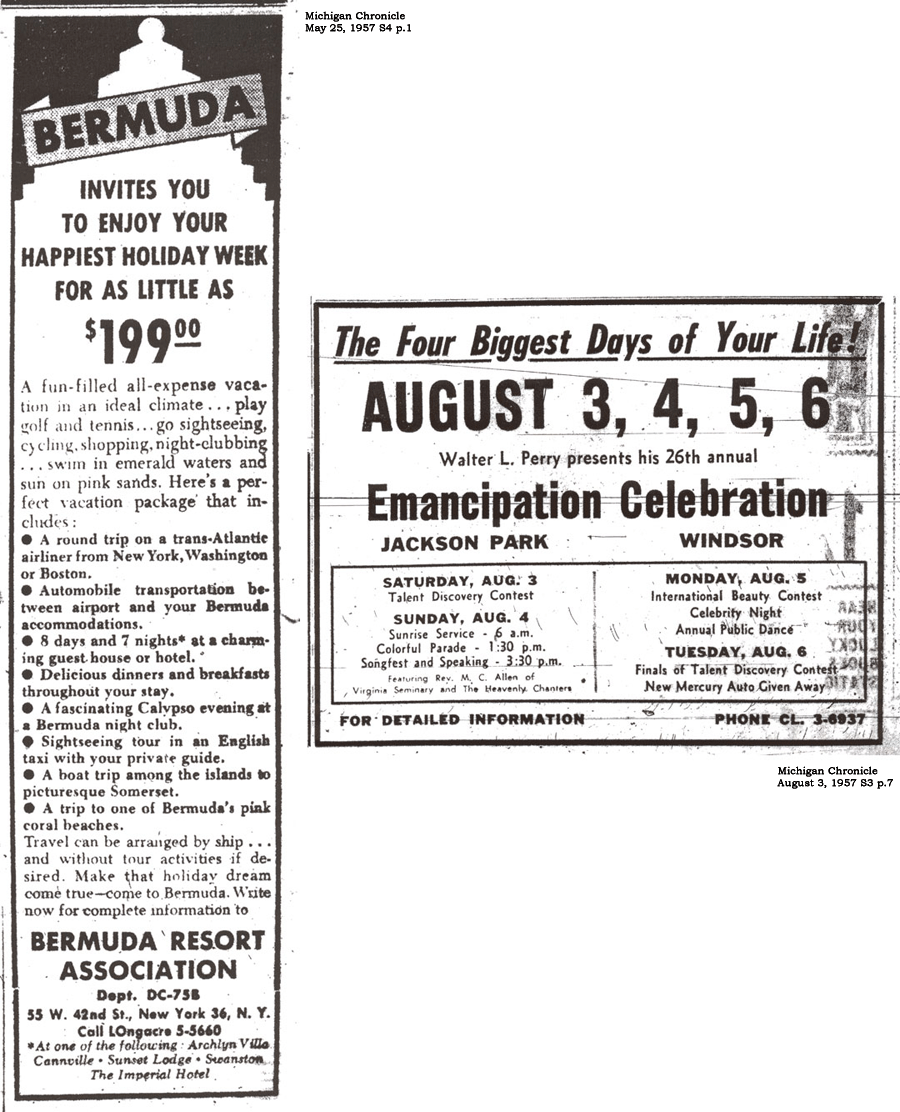 Michigan Chronicle
May 25, 1957 S4 p.1
BERMUDA
INVITES YOU
TO ENJOY YOUR
HAPPIEST HOLIDAY WEEK
FOR AS LITTLE AS
$199.00
A fun-filled all-expense vaca-
tion in an ideal climate . . . play
golf and tennis . . . go sightseeing,
cycling, shopping, night-clubbing
. . . swim in emerald waters and
sun on pink sands. Here's a per-
fect vacation package that in-
cludes:
● A round trip on a trans-Atlantic
airliner from New York, Washington
or Boston.
● Automobile transportation be-
tween airport and your Bermuda
accommodations.
● 8 days and 7 nights* at a charm-
ing guest house or hotel.
● Delicious dinners and breakfasts
throughout your stay.
● A fascinating Calypso evening at
a Bermuda night club.
● Sightseeing tour in an English
taxi with your private guide.
● A boat trip among the islands to
picturesque Somerset.
● A trip to one of Bermuda's pink
coral beaches.
Travel can be arranged by ship . . .
and without tour activities if de-
sired. Make that holiday dream
come true—come to Bermuda. Write
now for complete information to
BERMUDA RESORT
ASSOCIATION
Dept. DC-75B
55 W. 42nd St., New York 36, N. Y.
Call LOngacre 5-5660
*At one of the following: Archlyn Villa
Cannville • Sunset Lodge • Swanston
The Imperial Hotel
The Four Biggest Days of Your Life!
AUGUST 3, 4, 5, 6
Walter L. Perry presents his 26th annual
Emancipation Celebration
JACKSON PARK — WINDSOR
SATURDAY, AUG. 3
Talent Discovery Contest
SUNDAY, AUG. 4
Sunrise Service - 6 a.m.
Colorful Parade - 1:30 p.m.
Songfest and Speaking - 3:30 p.m.
Featuring Rev. M. C. Allen of
Virginia Seminary and The Heavenly Chanters
MONDAY, AUG. 5
International Beauty Contest
Celebrity Night
Annual Public Dance
TUESDAY, AUG. 6
Finals of Talent Discovery Contest
New Mercury Auto Given Away
FOR DETAILED INFORMATION PHONE CL. 3-6937
Michigan Chronicle
August 3, 1957 S3 p.7